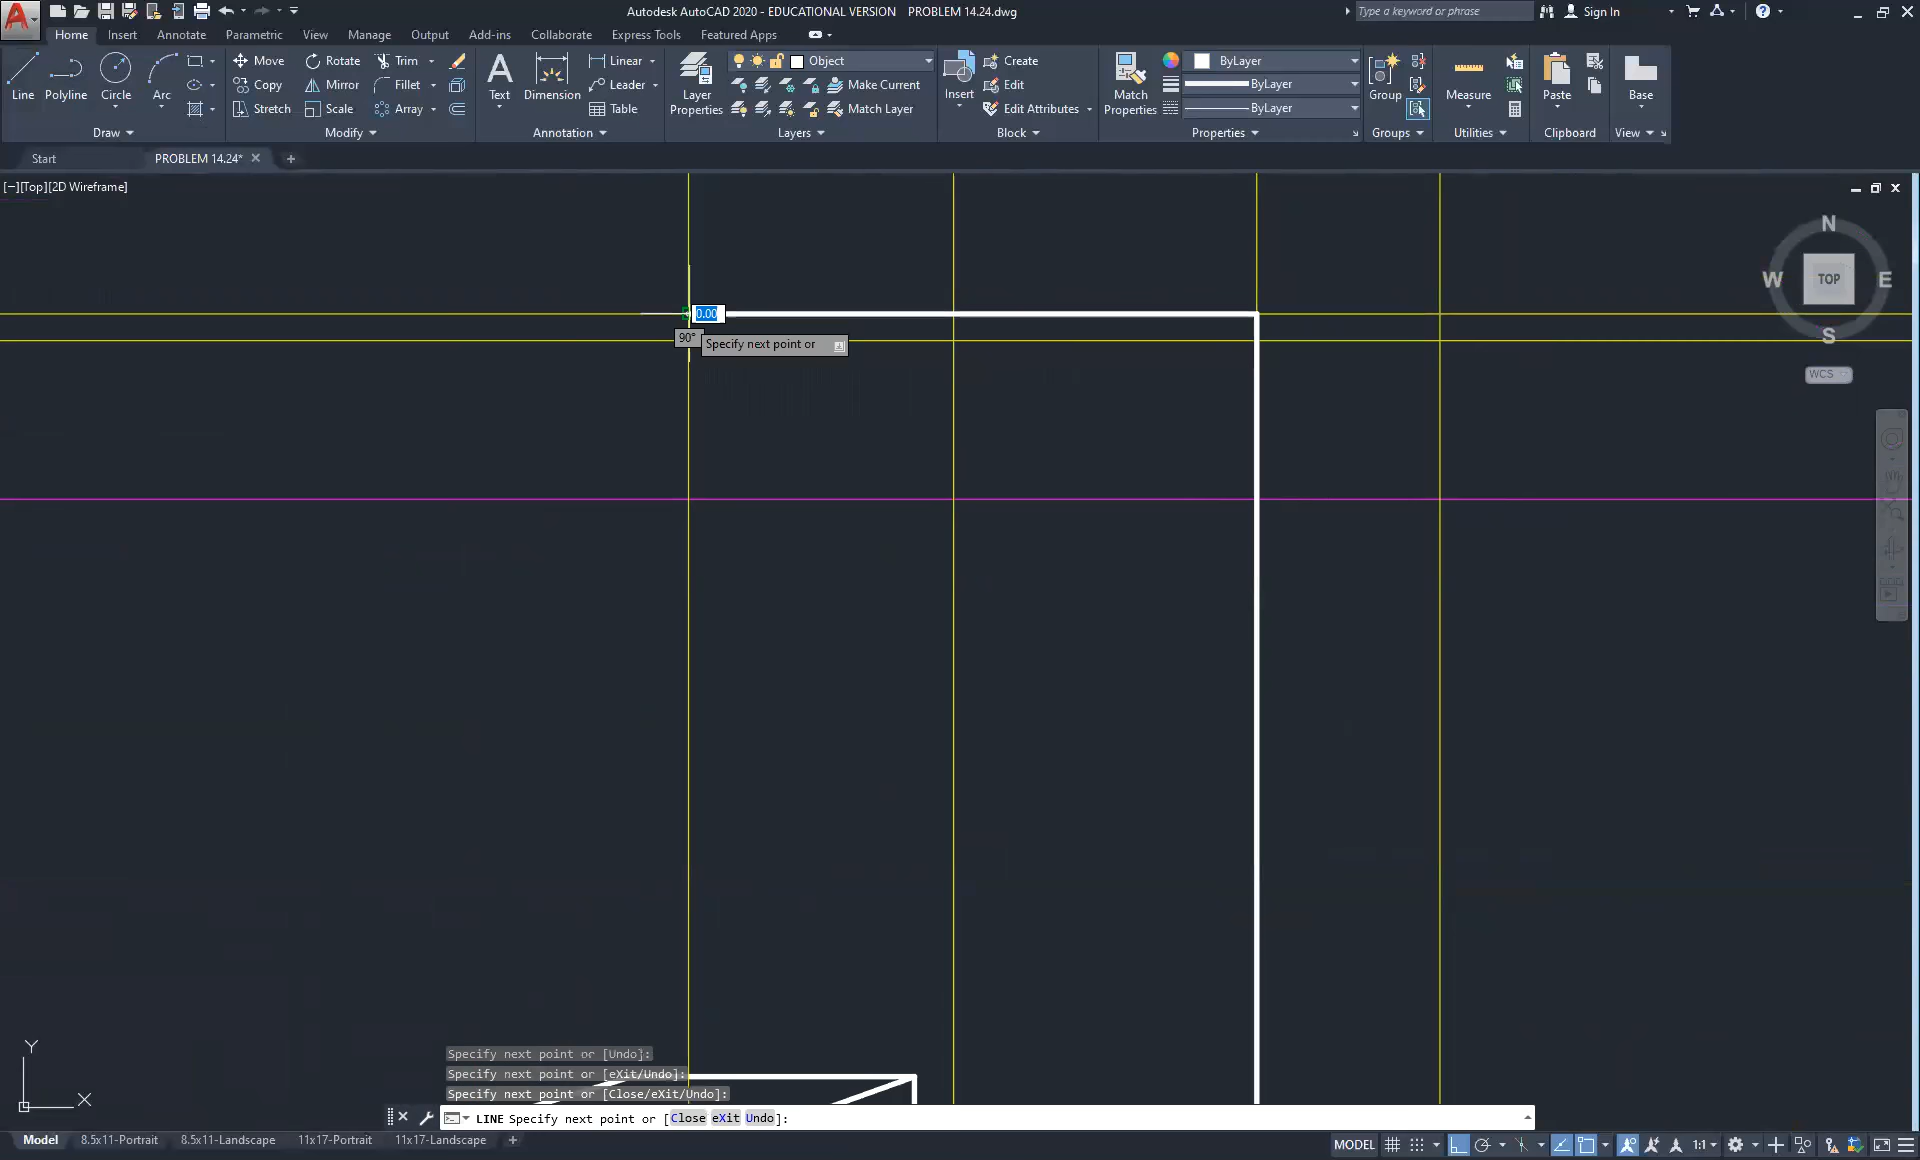 Autodesk AutoCAD 2020 - EDUCATIONAL VERSION PROBLEM 14.24.dwg
Type a keyword or phrase
Sign In
Home Insert Annotate Parametric View Manage Output Add-ins Collaborate Express Tools Featured Apps
Line
Polyline
Circle
Arc
Draw
Move
Rotate
Trim
Copy
Mirror
Fillet
Stretch
Scale
Array
Modify
Text
Dimension
Linear
Leader
Table
Annotation
Layer
Properties
Object
Make Current
Match Layer
Layers
Insert
Create
Edit
Edit Attributes
Block
Match
Properties
ByLayer
ByLayer
ByLayer
Properties
Group
Groups
Measure
Utilities
Paste
Clipboard
Base
View
Start
PROBLEM 14.24*
[−][Top][2D Wireframe]
N
W TOP E
S
WCS
0.00
90°
Specify next point or
Y
X
Specify next point or [Undo]:
Specify next point or [eXit/Undo]:
Specify next point or [Close/eXit/Undo]:
LINE Specify next point or [Close eXit Undo]:
Model 8.5x11-Portrait 8.5x11-Landscape 11x17-Portrait 11x17-Landscape
MODEL
1:1